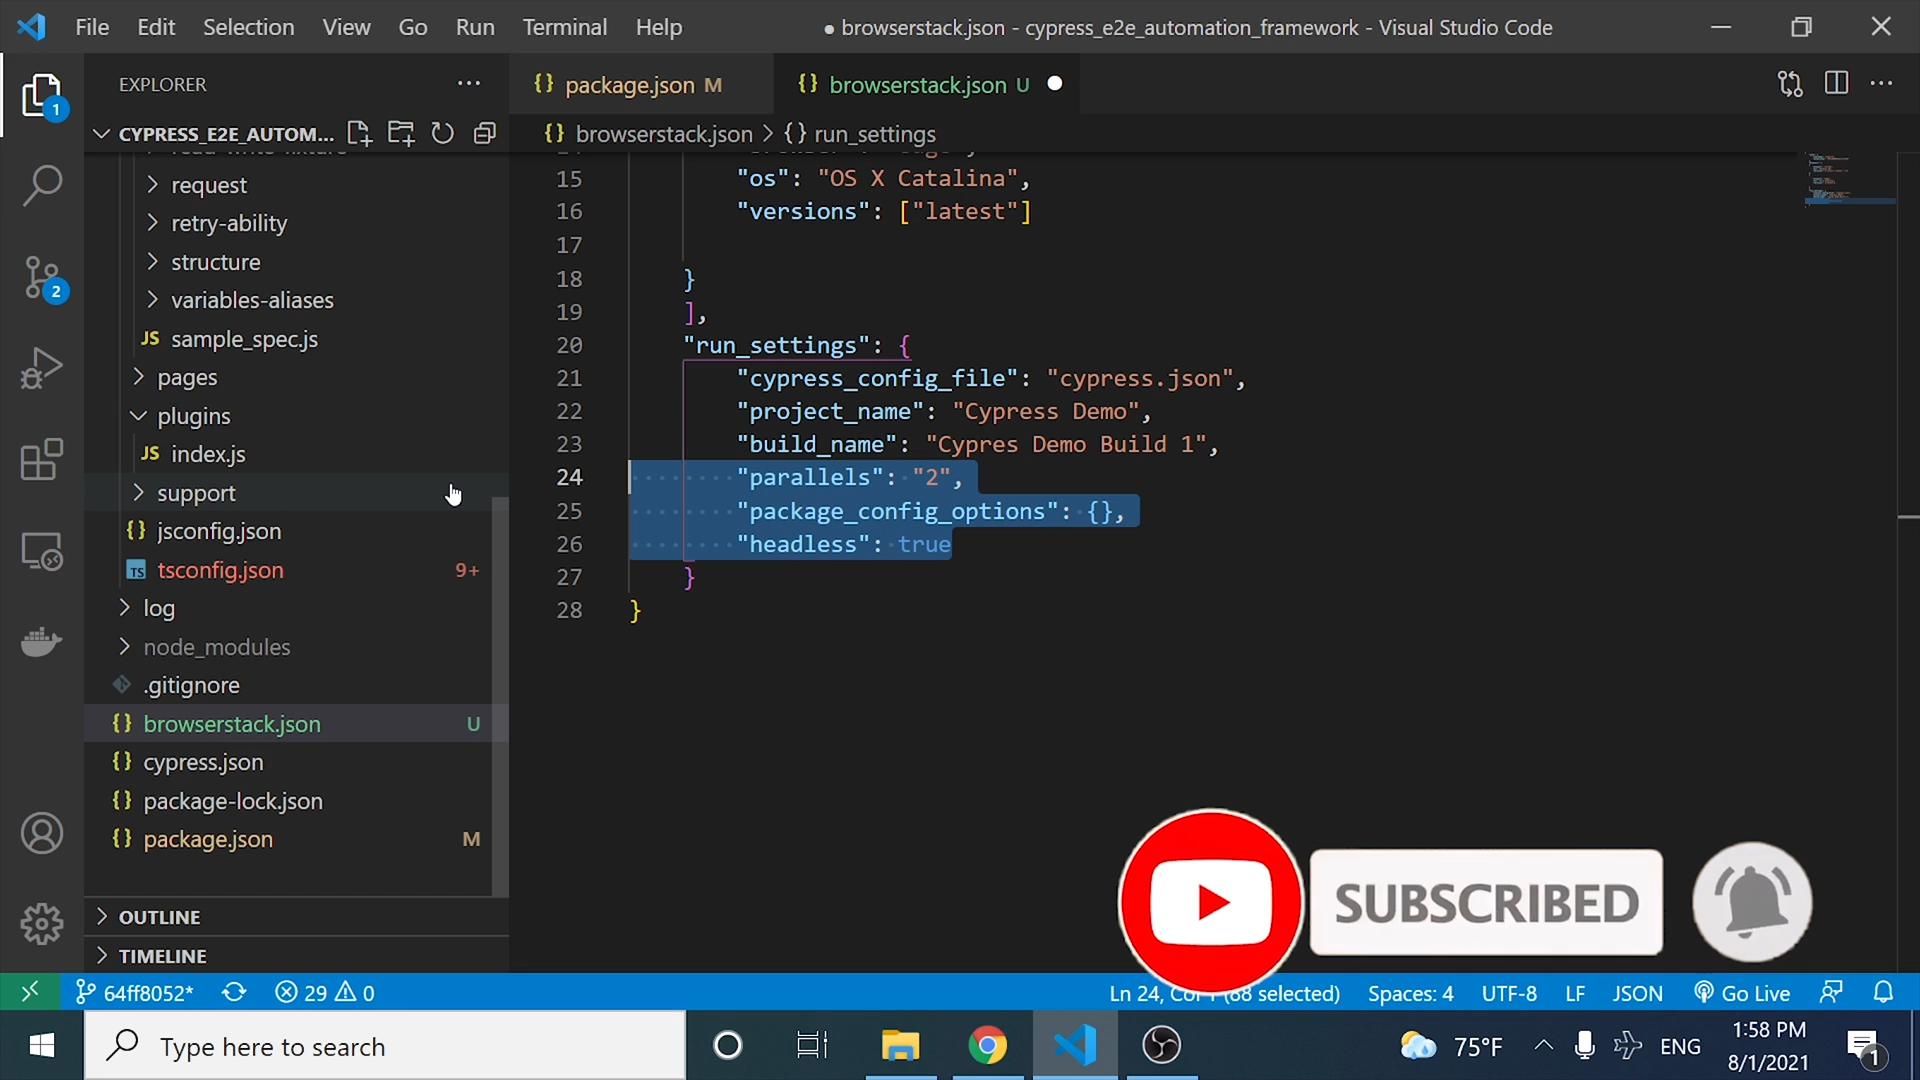 File Edit Selection View Go Run Terminal Help
● browserstack.json - cypress_e2e_automation_framework - Visual Studio Code
EXPLORER
{} package.json M
{} browserstack.json U
CYPRESS_E2E_AUTOM...
{} browserstack.json > {} run_settings
1
request
retry-ability
structure
2
variables-aliases
JS sample_spec.js
pages
plugins
JS index.js
support
{} jsconfig.json
TS tsconfig.json 9+
log
node_modules
.gitignore
{} browserstack.json U
{} cypress.json
{} package-lock.json
{} package.json M
OUTLINE
TIMELINE
15 "os": "OS X Catalina",
16 "versions": ["latest"]
17
18 }
19 ],
20 "run_settings": {
21 "cypress_config_file": "cypress.json",
22 "project_name": "Cypress Demo",
23 "build_name": "Cypres Demo Build 1",
24 "parallels": "2",
25 "package_config_options": {},
26 "headless": true
27 }
28 }
SUBSCRIBED
64ff8052* 29 0
Ln 24, selected) Spaces: 4 UTF-8 LF JSON Go Live
Type here to search
75°F ENG
1:58 PM
8/1/2021
1